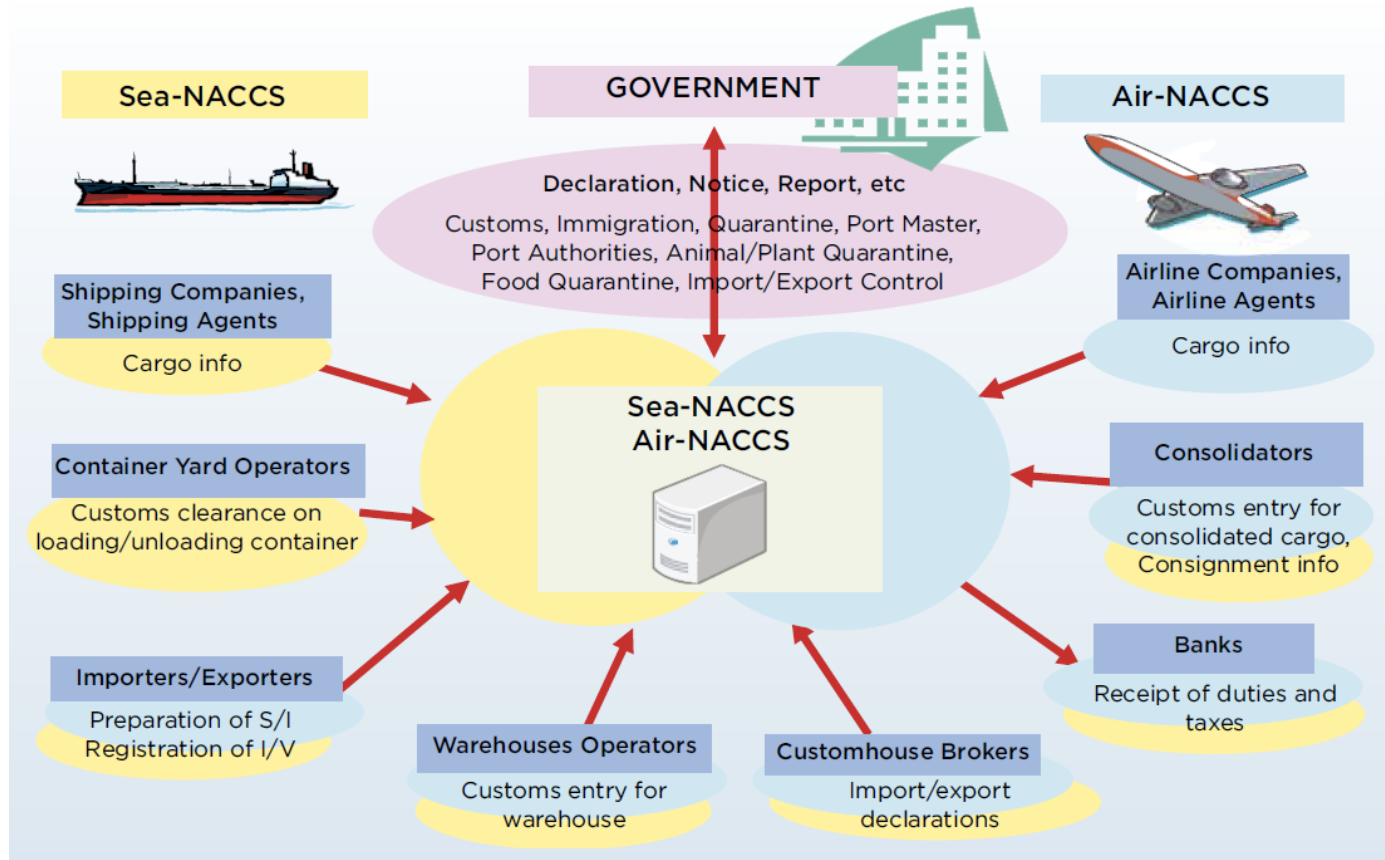 Sea-NACCS
GOVERNMENT
Air-NACCS
Declaration, Notice, Report, etc
Customs, Immigration, Quarantine, Port Master,
Port Authorities, Animal/Plant Quarantine,
Food Quarantine, Import/Export Control
Shipping Companies,
Shipping Agents
Cargo info
Airline Companies,
Airline Agents
Cargo info
Sea-NACCS
Air-NACCS
Container Yard Operators
Customs clearance on
loading/unloading container
Consolidators
Customs entry for
consolidated cargo,
Consignment info
Importers/Exporters
Preparation of S/I
Registration of I/V
Warehouses Operators
Customs entry for
warehouse
Customhouse Brokers
Import/export
declarations
Banks
Receipt of duties and
taxes